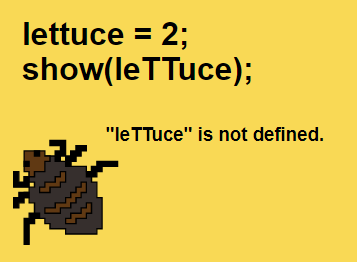 lettuce = 2;
show(leTTuce);
"leTTuce" is not defined.